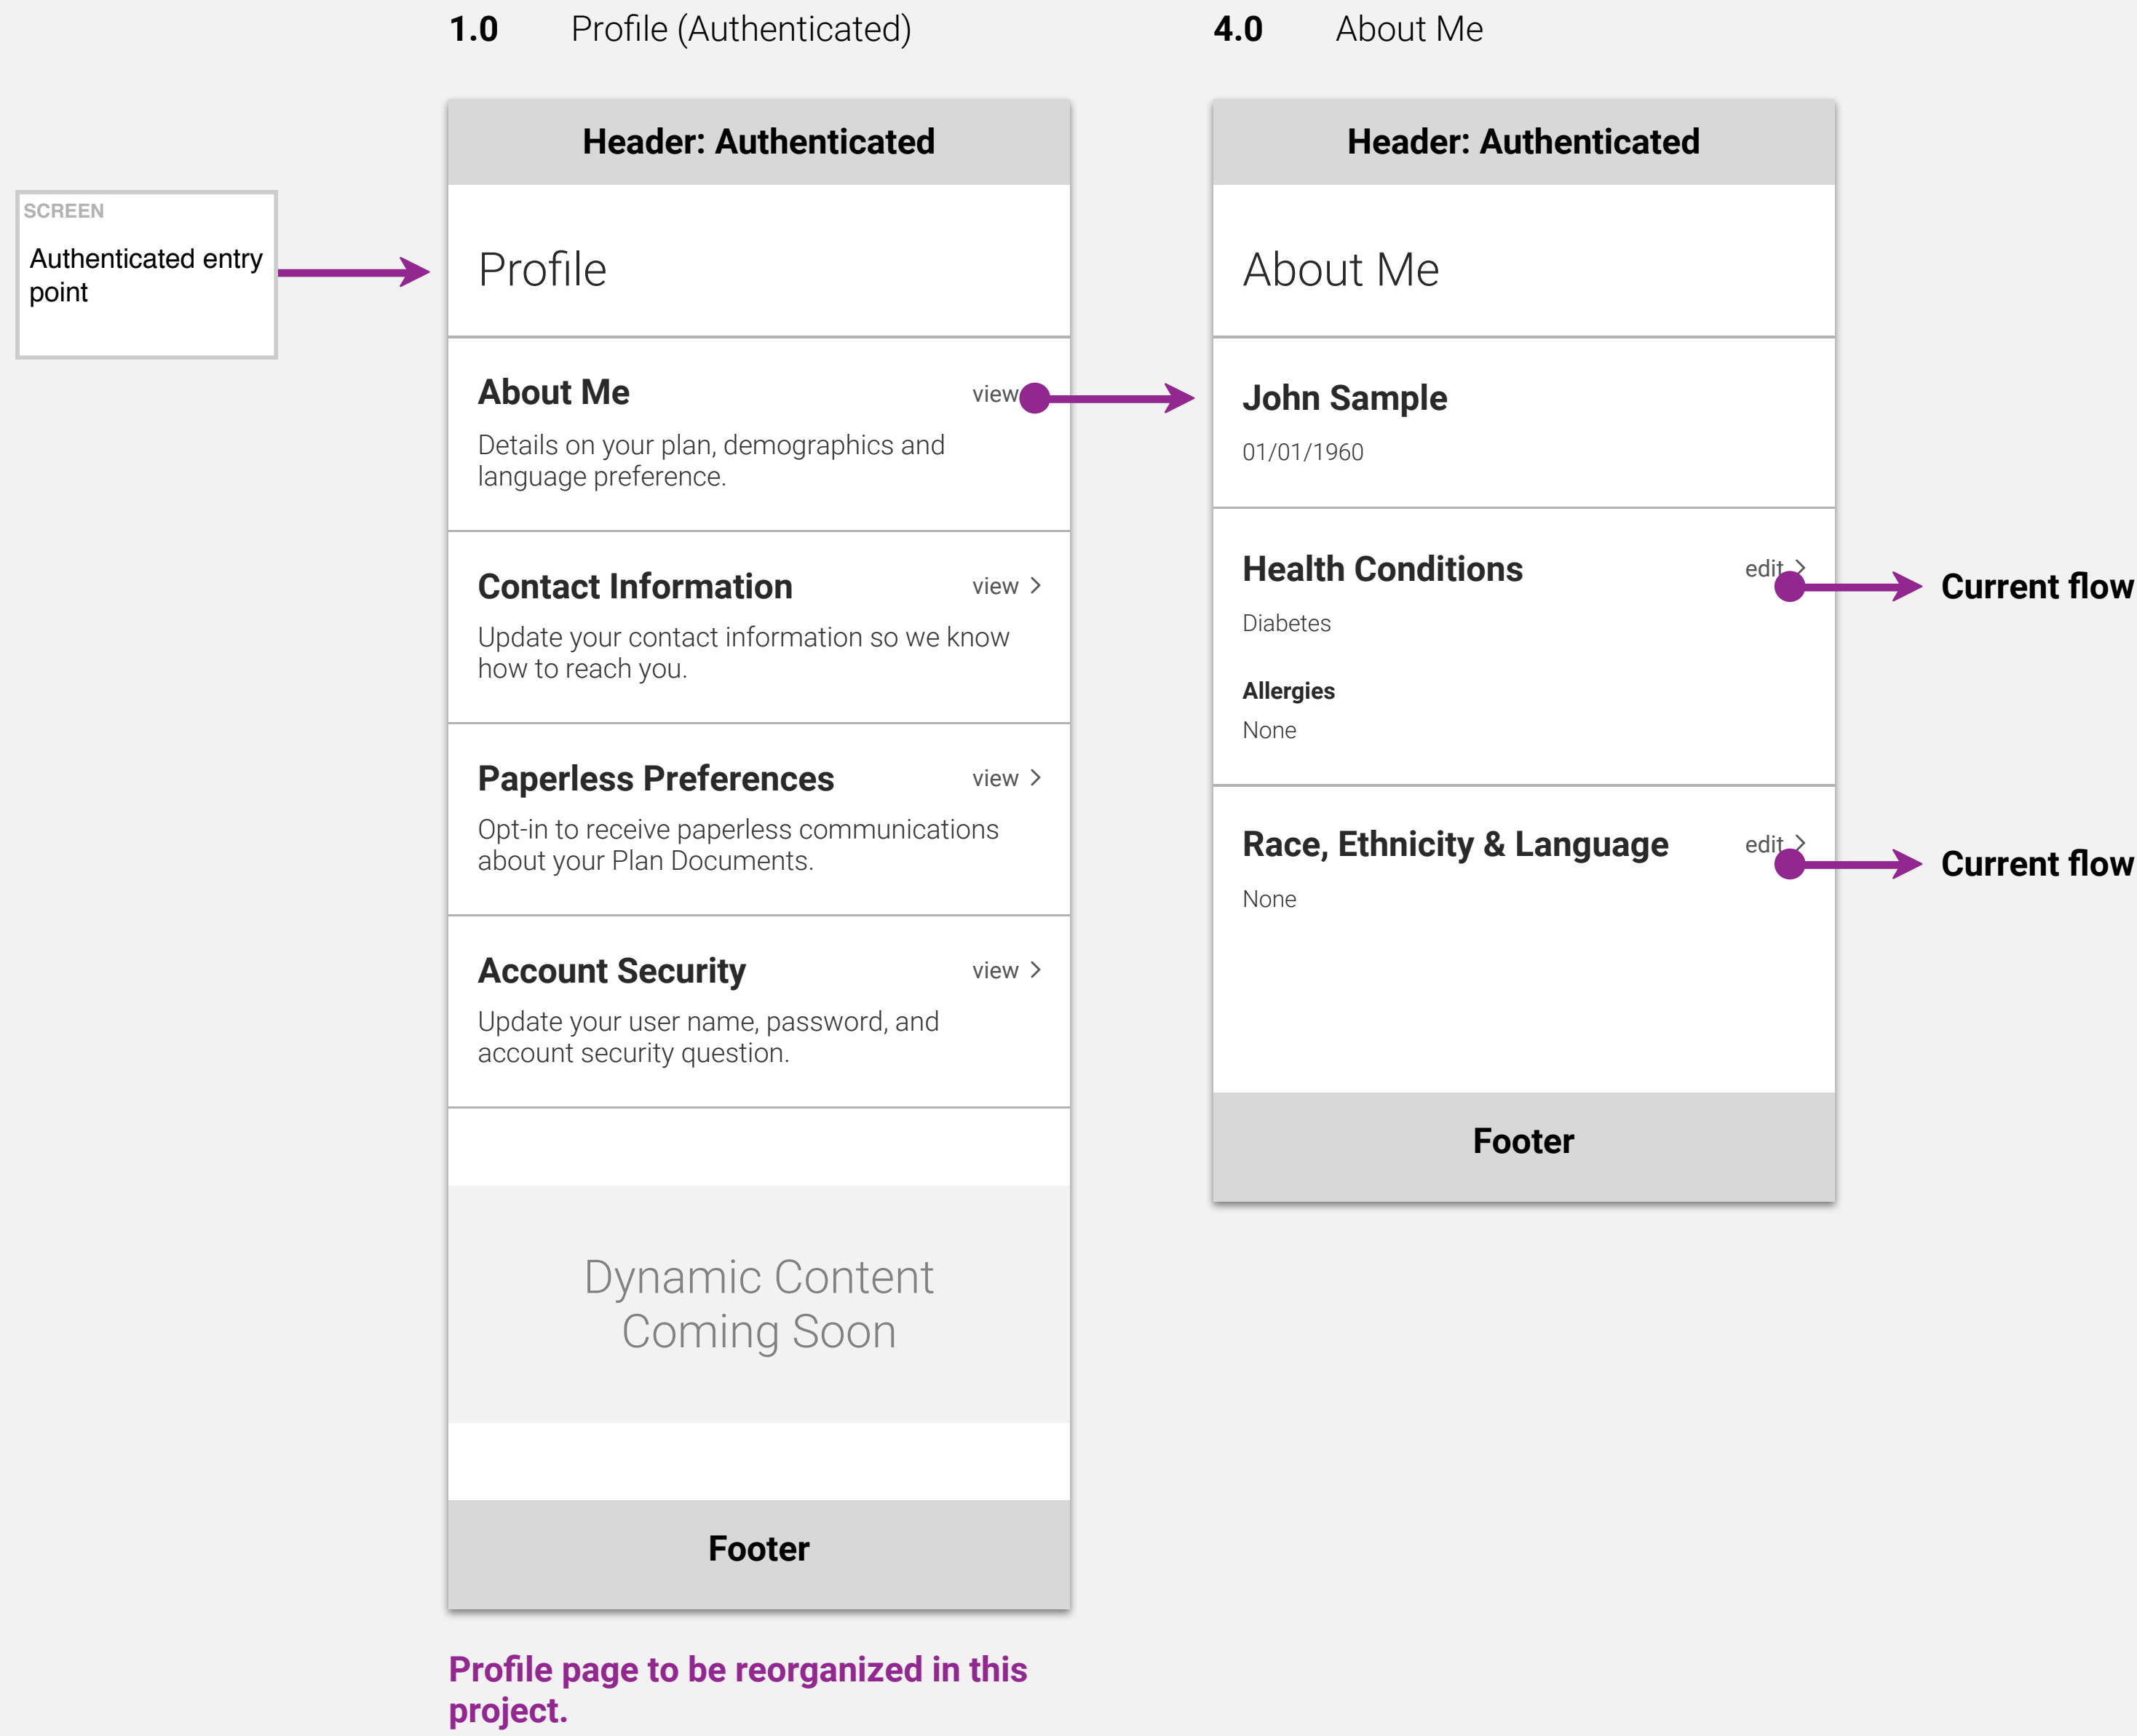 1.0 Profile (Authenticated)
4.0 About Me
SCREEN
Authenticated entry
point
Header: Authenticated
Profile
About Me view
Details on your plan, demographics and
language preference.
Contact Information view >
Update your contact information so we know
how to reach you.
Paperless Preferences view >
Opt-in to receive paperless communications
about your Plan Documents.
Account Security view >
Update your user name, password, and
account security question.
Dynamic Content
Coming Soon
Footer
Profile page to be reorganized in this
project.
Header: Authenticated
About Me
John Sample
01/01/1960
Health Conditions edit >
Diabetes
Allergies
None
Current flow
Race, Ethnicity & Language edit >
None
Current flow
Footer